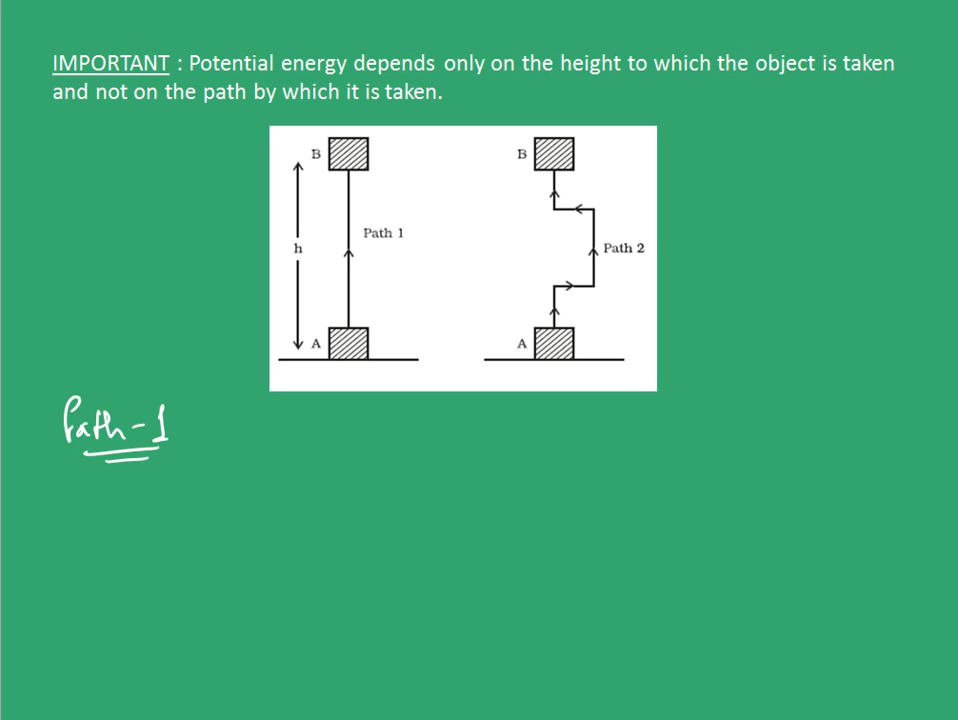 IMPORTANT : Potential energy depends only on the height to which the object is taken
and not on the path by which it is taken.
B
B
Path 1
h
Path 2
A
A
Path-1